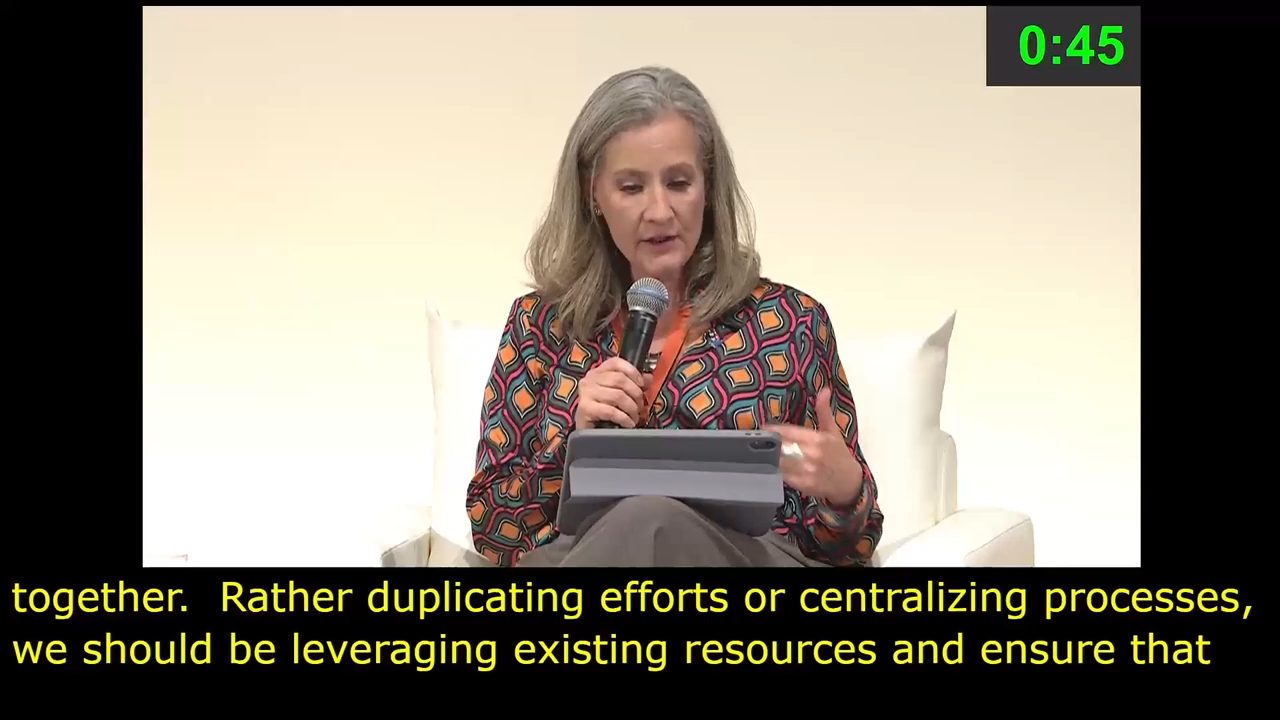 0:45
together.  Rather duplicating efforts or centralizing processes,
we should be leveraging existing resources and ensure that